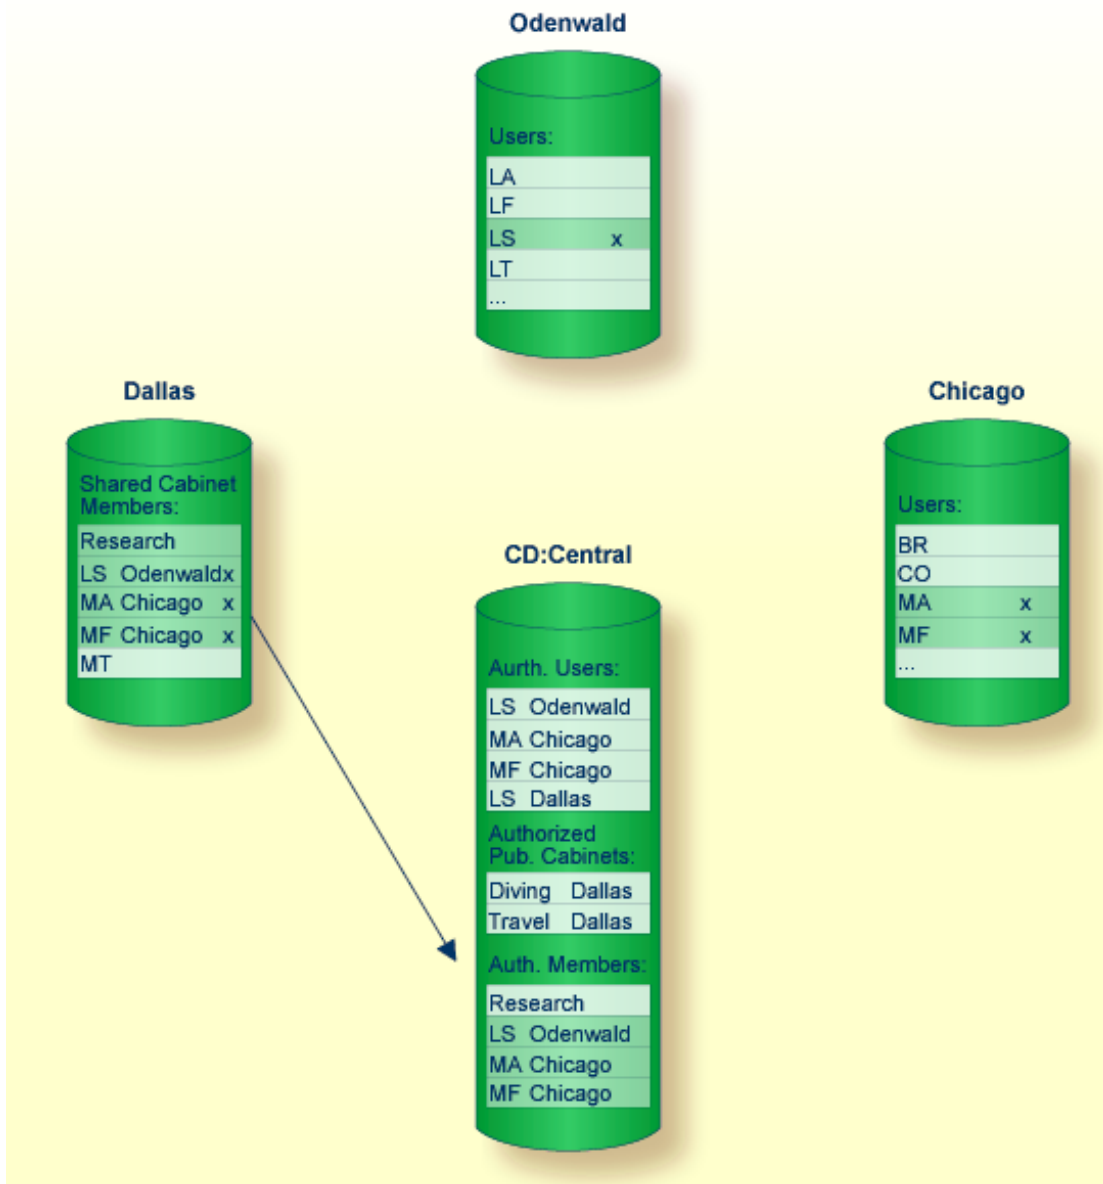 Odenwald
Users:
LA
LF
LS x
LT
...
Dallas
Shared Cabinet
Members:
Research
LS Odenwaldx
MA Chicago x
MF Chicago x
MT
Chicago
Users:
BR
CO
MA x
MF x
...
CD:Central
Aurth. Users:
LS Odenwald
MA Chicago
MF Chicago
LS Dallas
Authorized
Pub. Cabinets:
Diving Dallas
Travel Dallas
Auth. Members:
Research
LS Odenwald
MA Chicago
MF Chicago